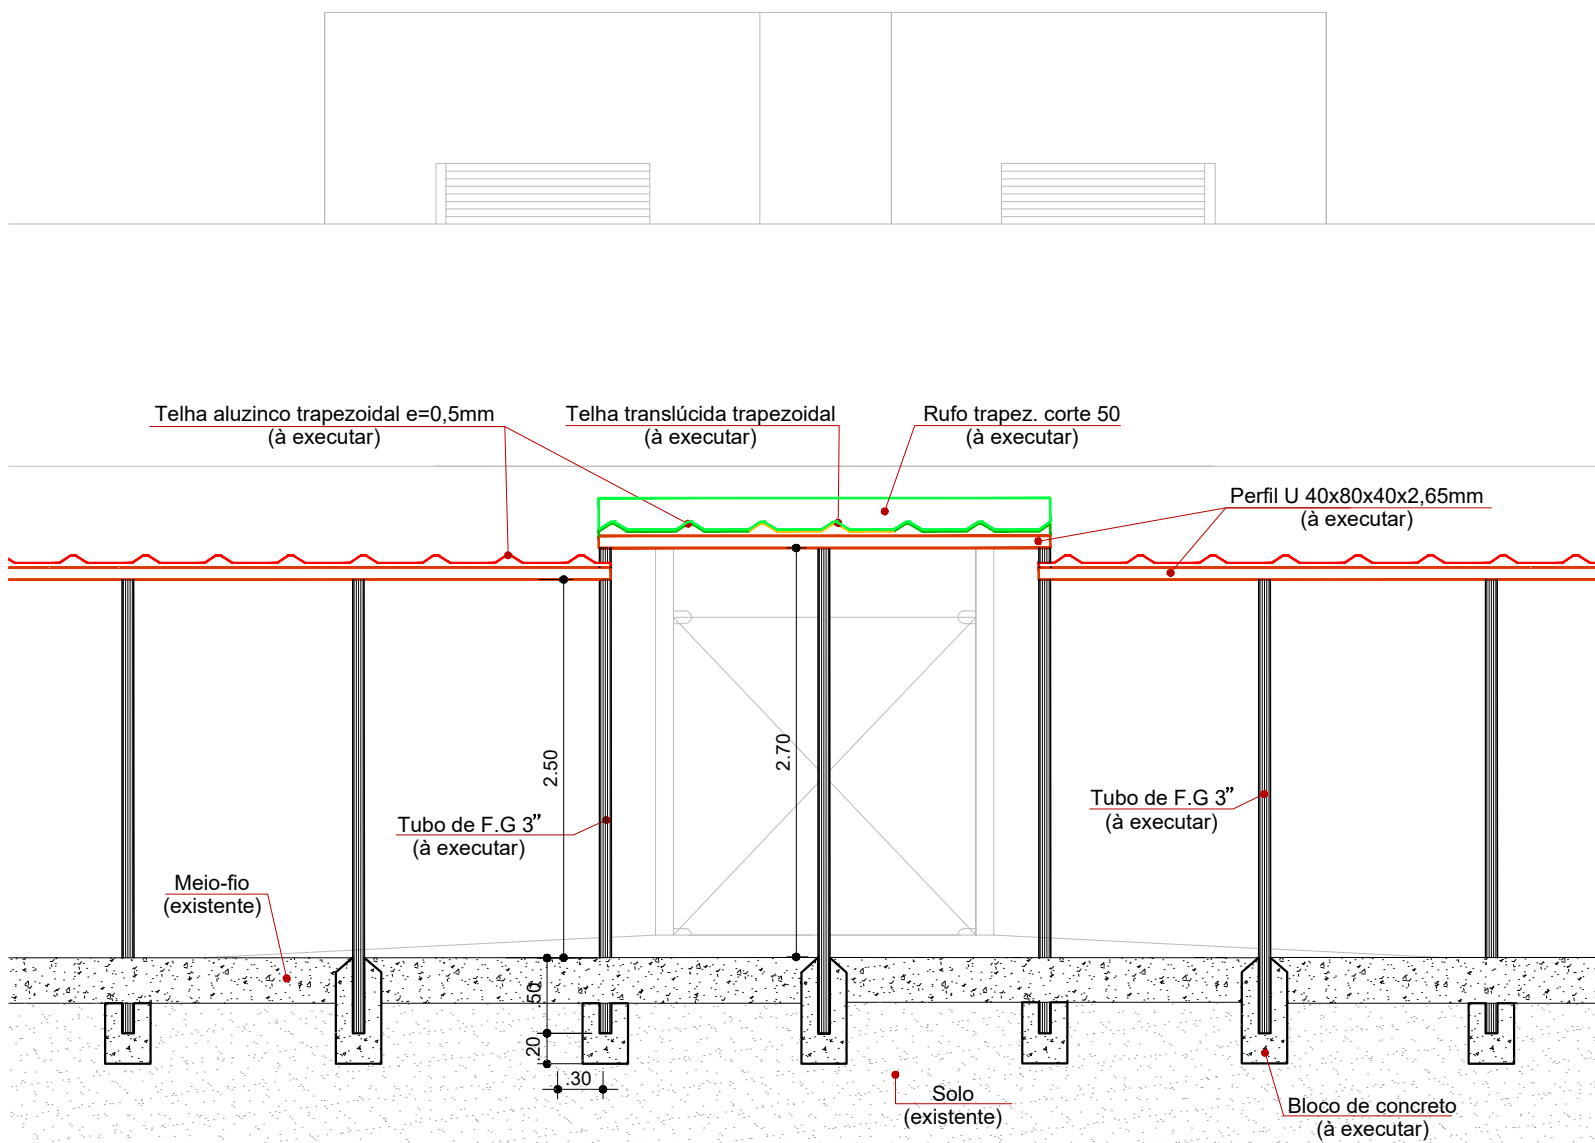 Telha aluzinco trapezoidal e=0,5mm
(à executar)
Telha translúcida trapezoidal
(à executar)
Rufo trapez. corte 50
(à executar)
Perfil U 40x80x40x2,65mm
(à executar)
2.50
2.70
Tubo de F.G 3”
(à executar)
Tubo de F.G 3”
(à executar)
Meio-fio
(existente)
.50
.20
.30
Solo
(existente)
Bloco de concreto
(à executar)